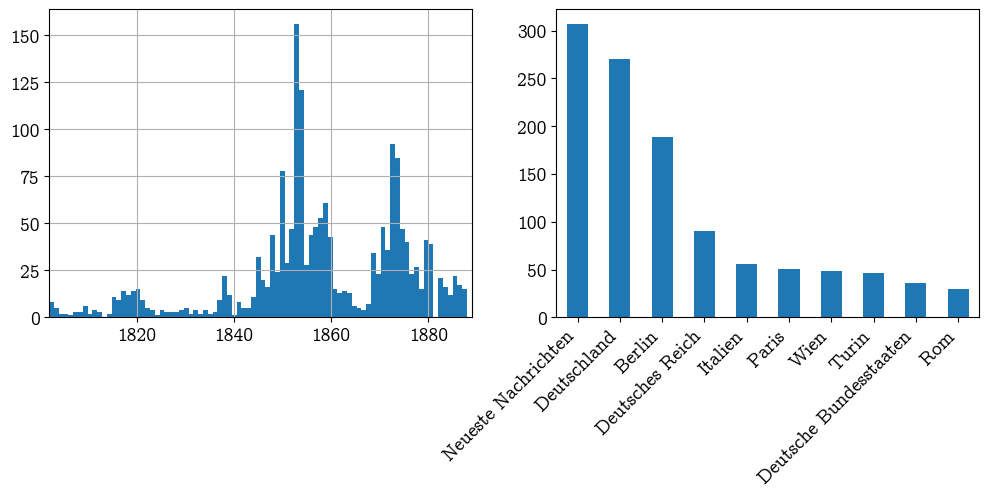 150
125
100
75
50
25
0
1820 1840 1860 1880
300
250
200
150
100
50
0
Neueste Nachrichten
Deutschland
Berlin
Deutsches Reich
Italien
Paris
Wien
Turin
Deutsche Bundesstaaten
Rom